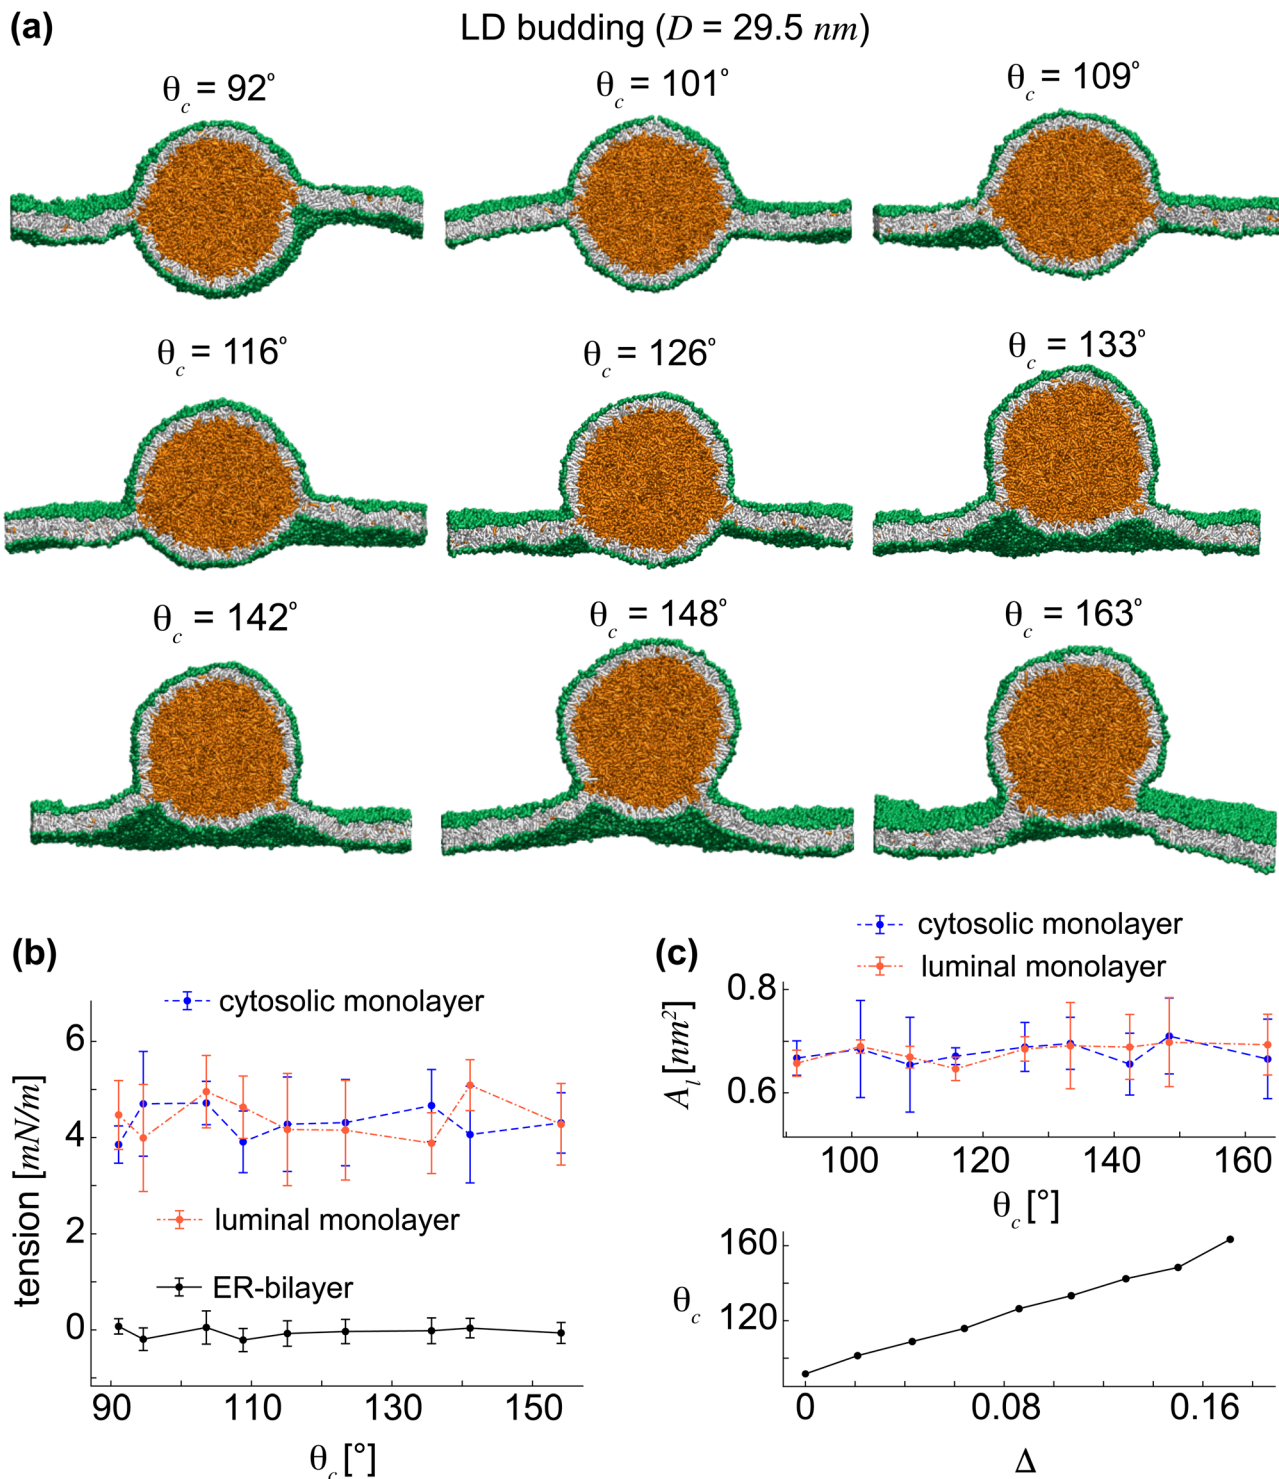 (a)
LD budding (D = 29.5 nm)
θc = 92°
θc = 101°
θc = 109°
θc = 116°
θc = 126°
θc = 133°
θc = 142°
θc = 148°
θc = 163°
(b)
cytosolic monolayer
luminal monolayer
ER-bilayer
tension [mN/m]
6
4
2
0
90 110 130 150
θc [°]
(c)
cytosolic monolayer
luminal monolayer
Al [nm²]
0.8
0.6
100 120 140 160
θc [°]
θc
160
120
0 0.08 0.16
Δ